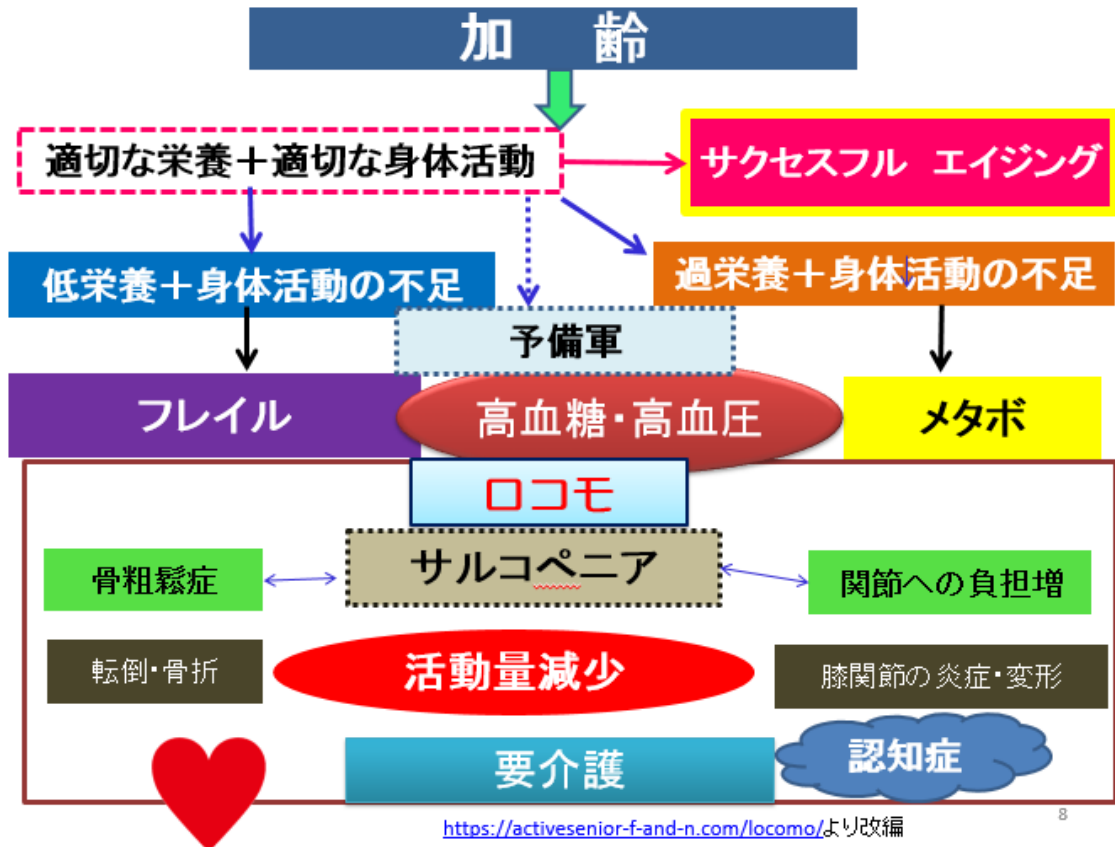 加　齢
適切な栄養＋適切な身体活動
サクセスフル　エイジング
低栄養＋身体活動の不足
過栄養＋身体活動の不足
予備軍
フレイル
高血糖・高血圧
メタボ
ロコモ
サルコペニア
骨粗鬆症
関節への負担増
転倒・骨折
活動量減少
膝関節の炎症・変形
要介護
認知症
https://activesenior-f-and-n.com/locomo/より改編
8